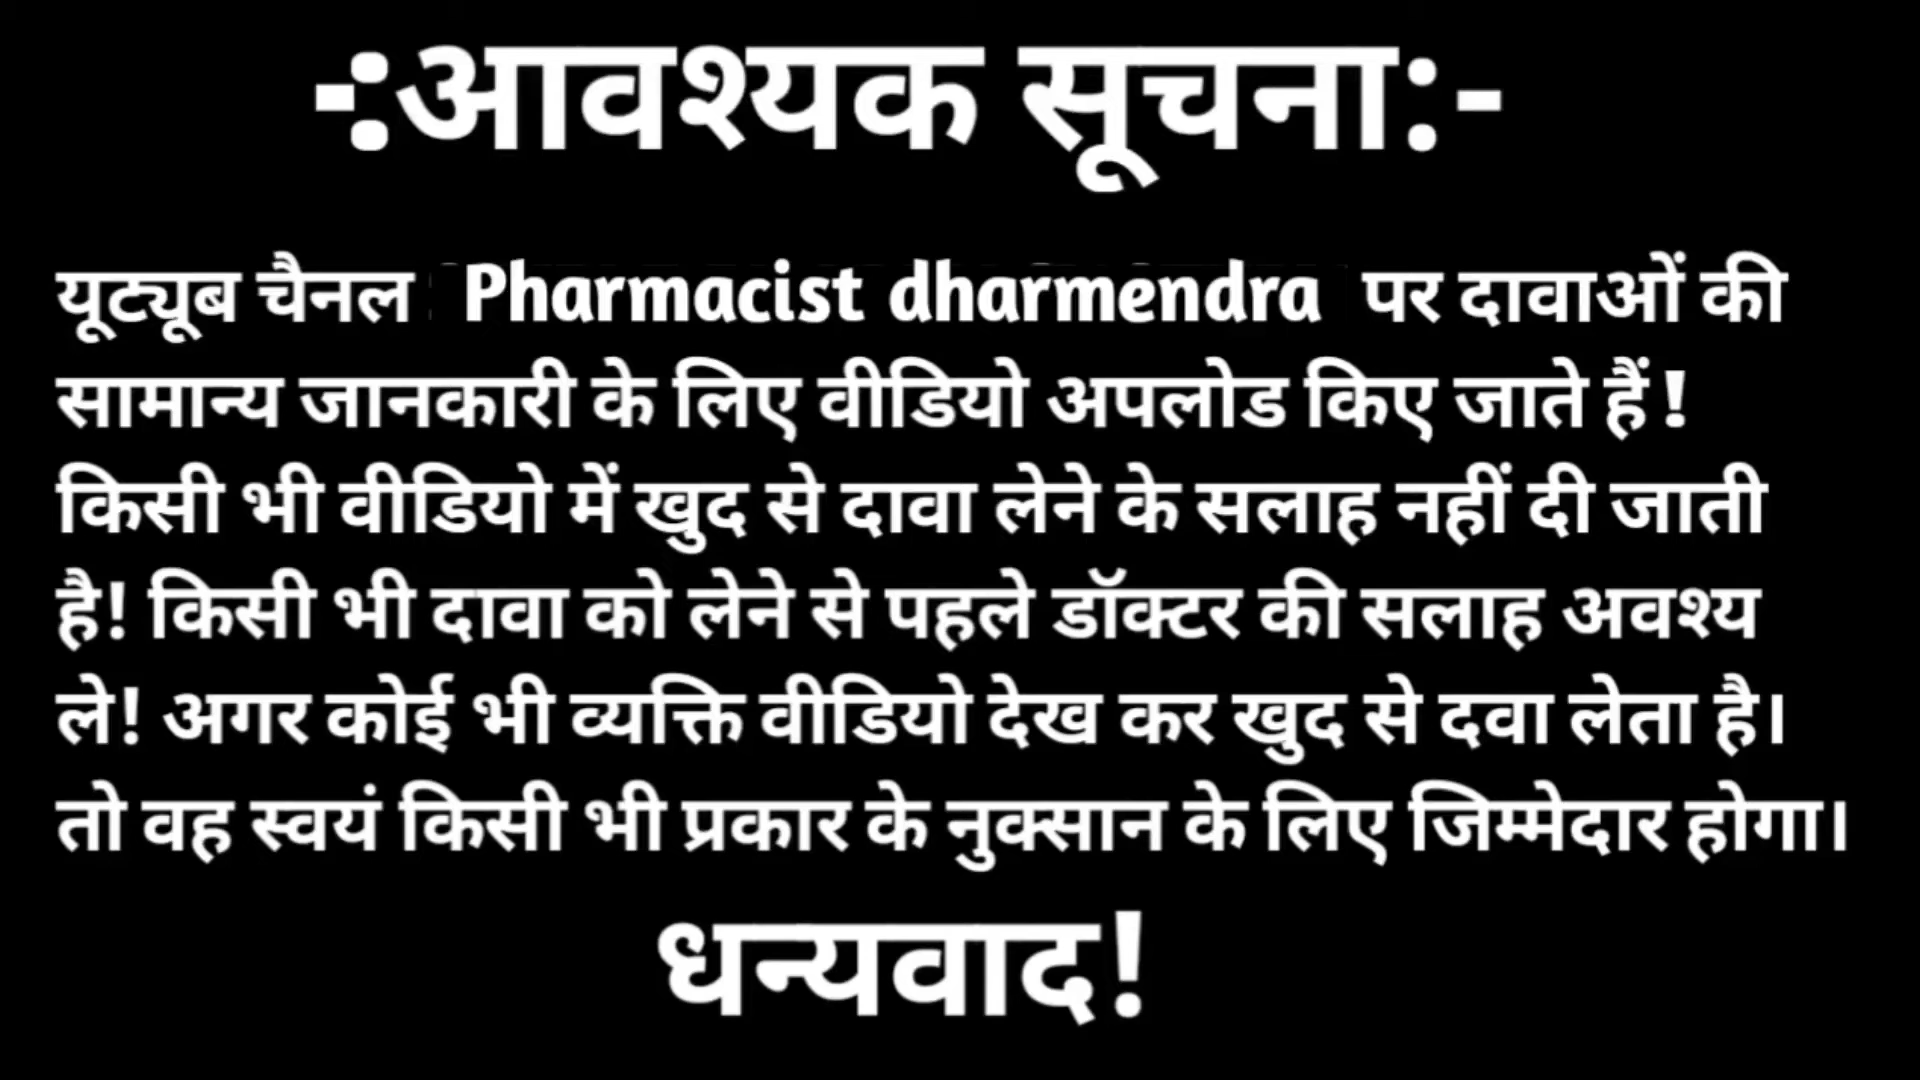 -:आवश्यक सूचना:-
यूट्यूब चैनल Pharmacist dharmendra पर दावाओं की
सामान्य जानकारी के लिए वीडियो अपलोड किए जाते हैं !
किसी भी वीडियो में खुद से दावा लेने के सलाह नहीं दी जाती
है! किसी भी दावा को लेने से पहले डॉक्टर की सलाह अवश्य
ले! अगर कोई भी व्यक्ति वीडियो देख कर खुद से दवा लेता है।
तो वह स्वयं किसी भी प्रकार के नुक्सान के लिए जिम्मेदार होगा।
धन्यवाद!